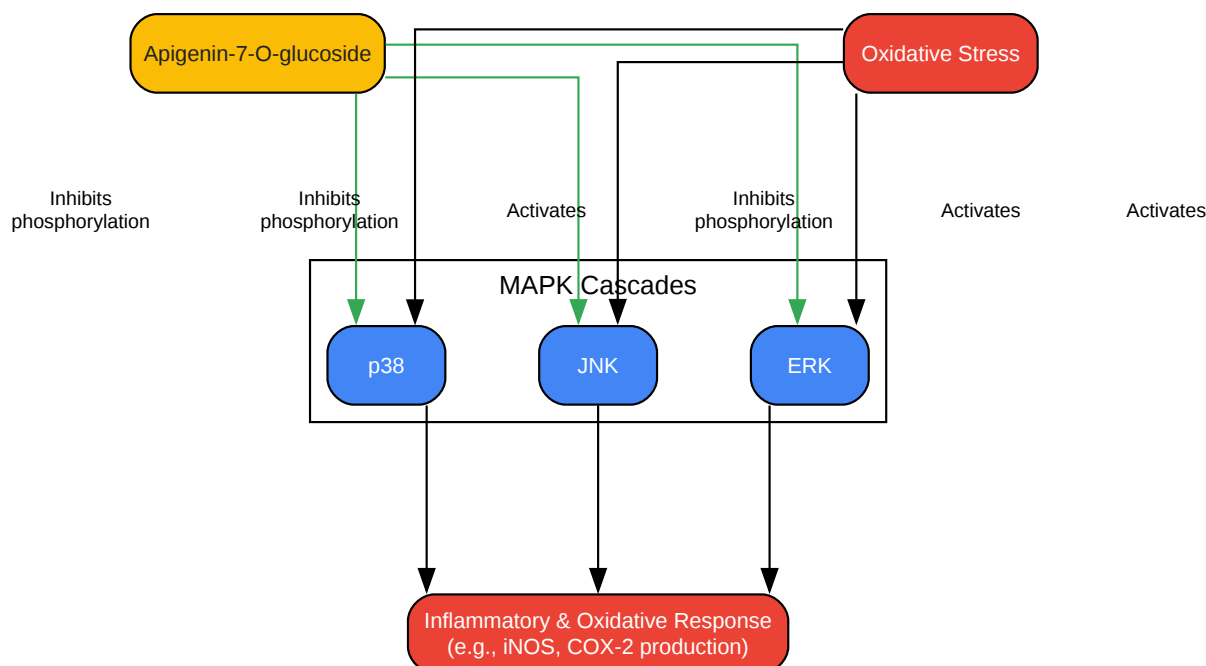 Apigenin-7-O-glucoside
Oxidative Stress
Inhibits
phosphorylation
Inhibits
phosphorylation
Activates
Inhibits
phosphorylation
Activates
Activates
MAPK Cascades
p38
JNK
ERK
Inflammatory & Oxidative Response
(e.g., iNOS, COX-2 production)